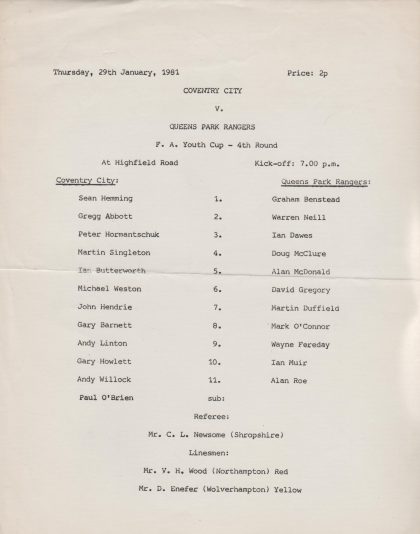 Thursday, 29th January, 1981 Price: 2p
COVENTRY CITY
V.
QUEENS PARK RANGERS
F. A. Youth Cup - 4th Round
At Highfield Road Kick-off: 7.00 p.m.
Coventry City: Queens Park Rangers:
Sean Hemming 1. Graham Benstead
Gregg Abbott 2. Warren Neill
Peter Hormantschuk 3. Ian Dawes
Martin Singleton 4. Doug McClure
Ian Butterworth 5. Alan McDonald
Michael Weston 6. David Gregory
John Hendrie 7. Martin Duffield
Gary Barnett 8. Mark O'Connor
Andy Linton 9. Wayne Fereday
Gary Howlett 10. Ian Muir
Andy Willock 11. Alan Roe
Paul O'Brien sub:
Referee:
Mr. C. L. Newsome (Shropshire)
Linesmen:
Mr. V. H. Wood (Northampton) Red
Mr. D. Enefer (Wolverhampton) Yellow